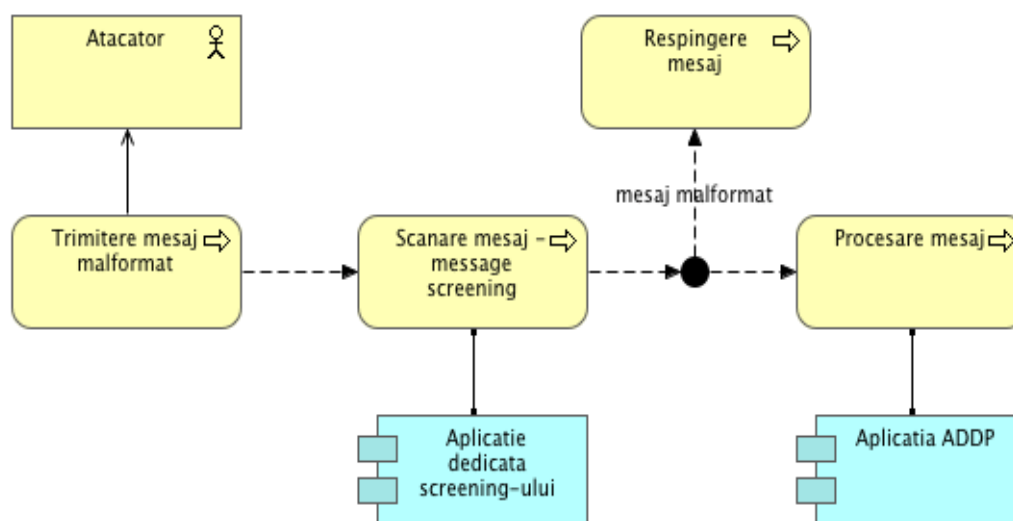 Atacator
Respingere
mesaj
mesaj malformat
Trimitere mesaj
malformat
Scanare mesaj -
message
screening
Procesare mesaj
Aplicatie
dedicata
screening-ului
Aplicatia ADDP